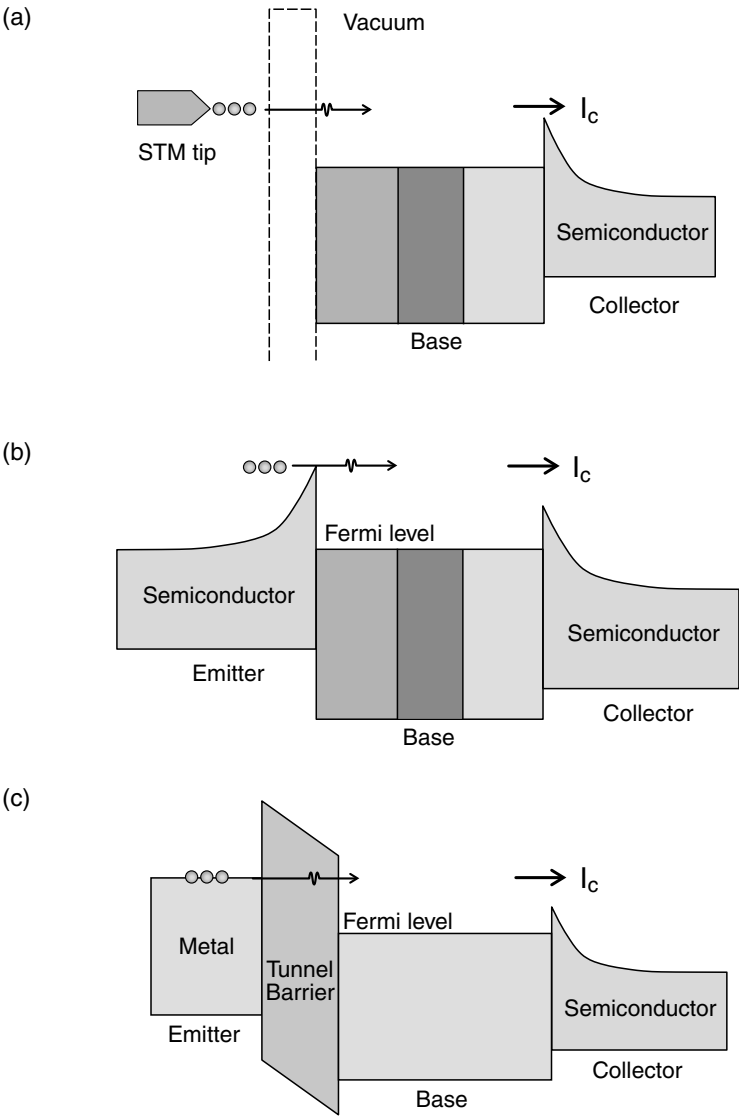 (a)
Vacuum
I_c
STM tip
Semiconductor
Collector
Base
(b)
I_c
Fermi level
Semiconductor
Semiconductor
Emitter
Collector
Base
(c)
I_c
Fermi level
Metal
Tunnel
Barrier
Semiconductor
Emitter
Collector
Base